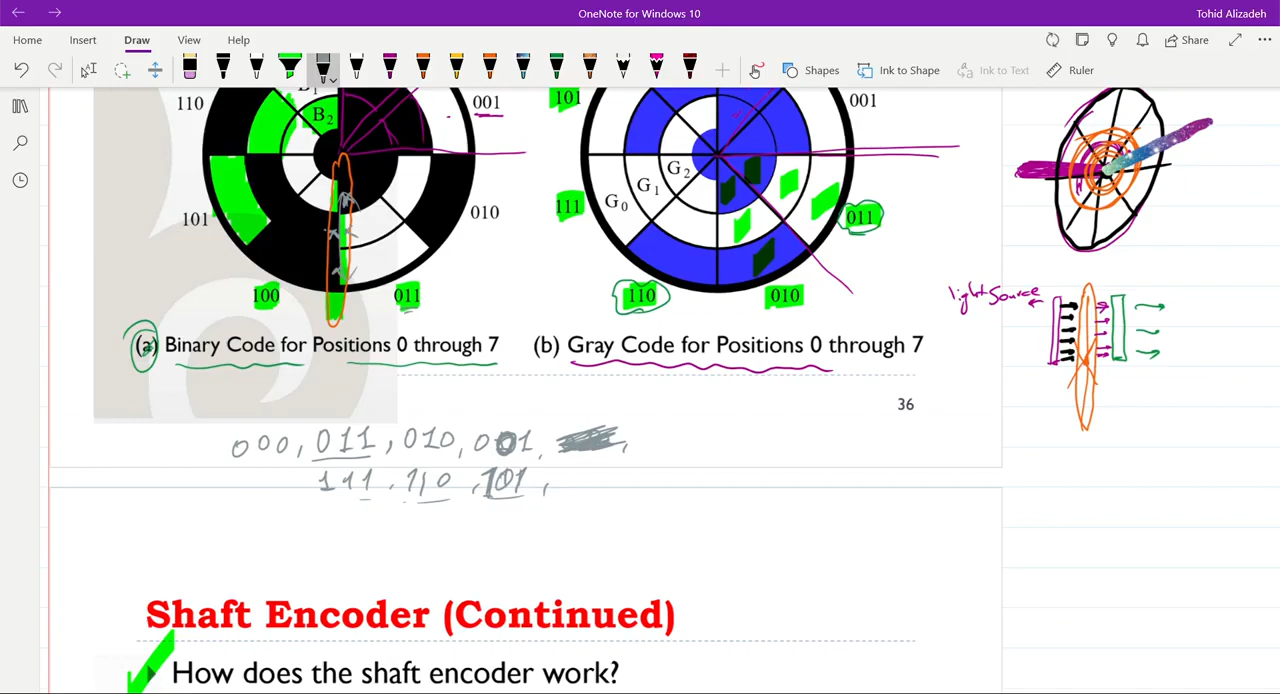 OneNote for Windows 10
Tohid Alizadeh
Home Insert Draw View Help
Share
Shapes Ink to Shape Ink to Text Ruler
110
B1
B2
001
101
010
100
011
101
001
G2
G1
G0
111
011
110
010
(a) Binary Code for Positions 0 through 7
(b) Gray Code for Positions 0 through 7
light Source
36
000, 011, 010, 001,
111, 110, 101,
Shaft Encoder (Continued)
How does the shaft encoder work?